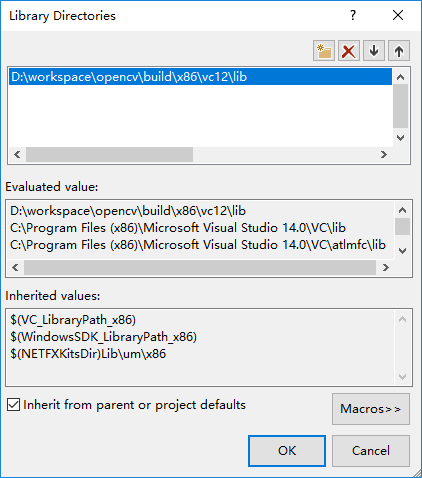 Library Directories
?
D:\workspace\opencv\build\x86\vc12\lib
Evaluated value:
D:\workspace\opencv\build\x86\vc12\lib
C:\Program Files (x86)\Microsoft Visual Studio 14.0\VC\lib
C:\Program Files (x86)\Microsoft Visual Studio 14.0\VC\atlmfc\lib
Inherited values:
$(VC_LibraryPath_x86)
$(WindowsSDK_LibraryPath_x86)
$(NETFXKitsDir)Lib\um\x86
Inherit from parent or project defaults
Macros>>
OK
Cancel